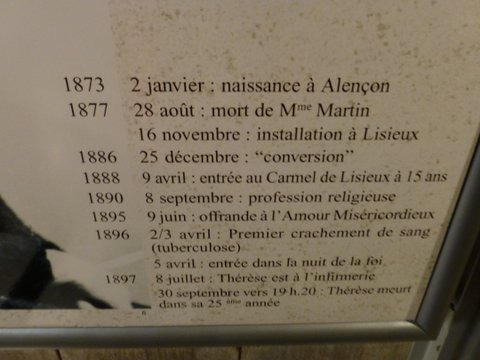 1873 2 janvier : naissance à Alençon
1877 28 août : mort de Mme Martin
16 novembre : installation à Lisieux
1886 25 décembre : “conversion”
1888 9 avril : entrée au Carmel de Lisieux à 15 ans
1890 8 septembre : profession religieuse
1895 9 juin : offrande à l'Amour Miséricordieux
1896 2/3 avril : Premier crachement de sang
(tuberculose)
5 avril : entrée dans la nuit de la foi
1897 8 juillet : Thérèse est à l'infirmerie
30 septembre vers 19 h.20 : Thérèse meurt
dans sa 25 ème année